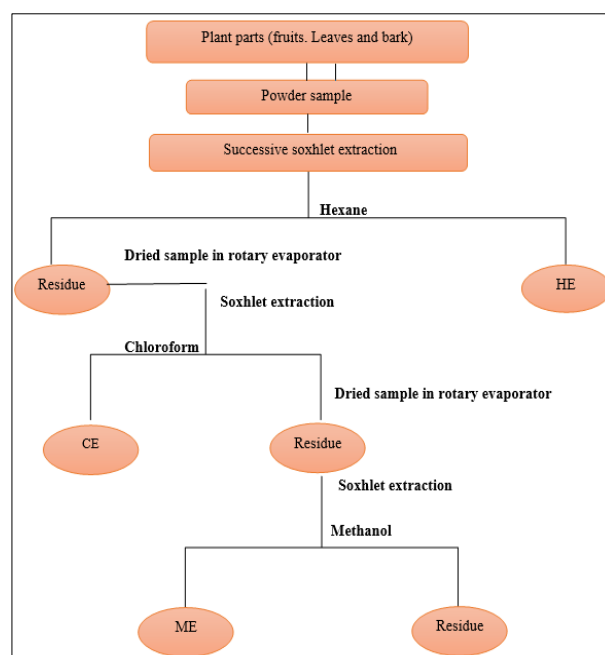 Plant parts (fruits. Leaves and bark)
Powder sample
Successive soxhlet extraction
Hexane
Dried sample in rotary evaporator
Residue
HE
Soxhlet extraction
Chloroform
Dried sample in rotary evaporator
CE
Residue
Soxhlet extraction
Methanol
ME
Residue